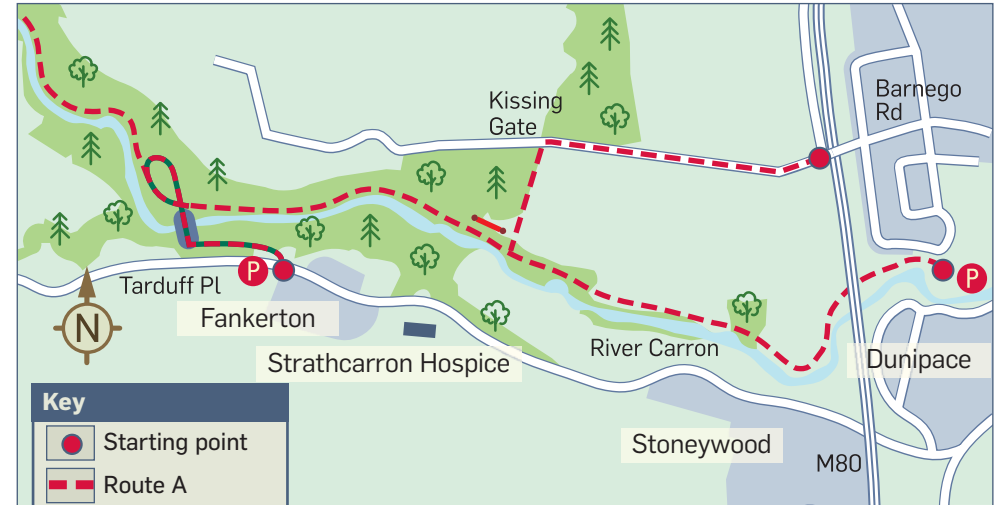 Kissing
Gate
Barnego
Rd
P
Tarduff Pl
P
N
Fankerton
River Carron
Dunipace
Strathcarron Hospice
Key
Stoneywood
Starting point
M80
Route A